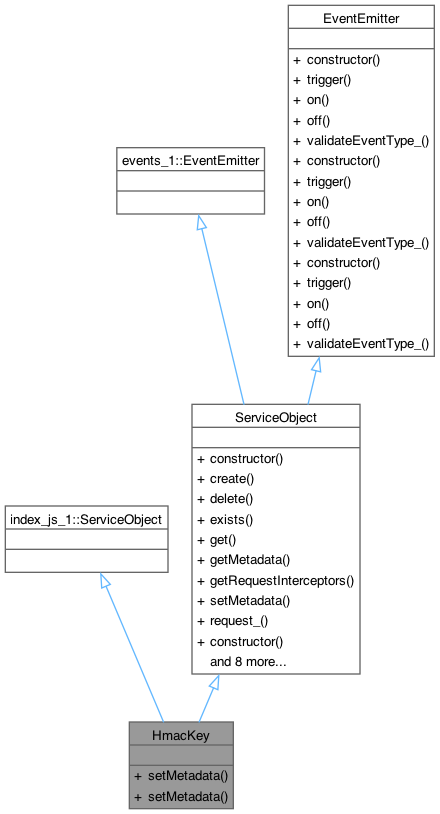 EventEmitter
+ constructor()
+ trigger()
+ on()
+ off()
+ validateEventType_()
+ constructor()
+ trigger()
+ on()
+ off()
+ validateEventType_()
+ constructor()
+ trigger()
+ on()
+ off()
+ validateEventType_()
events_1::EventEmitter
ServiceObject
+ constructor()
+ create()
+ delete()
+ exists()
+ get()
+ getMetadata()
+ getRequestInterceptors()
+ setMetadata()
+ request_()
+ constructor()
and 8 more...
index_js_1::ServiceObject
HmacKey
+ setMetadata()
+ setMetadata()